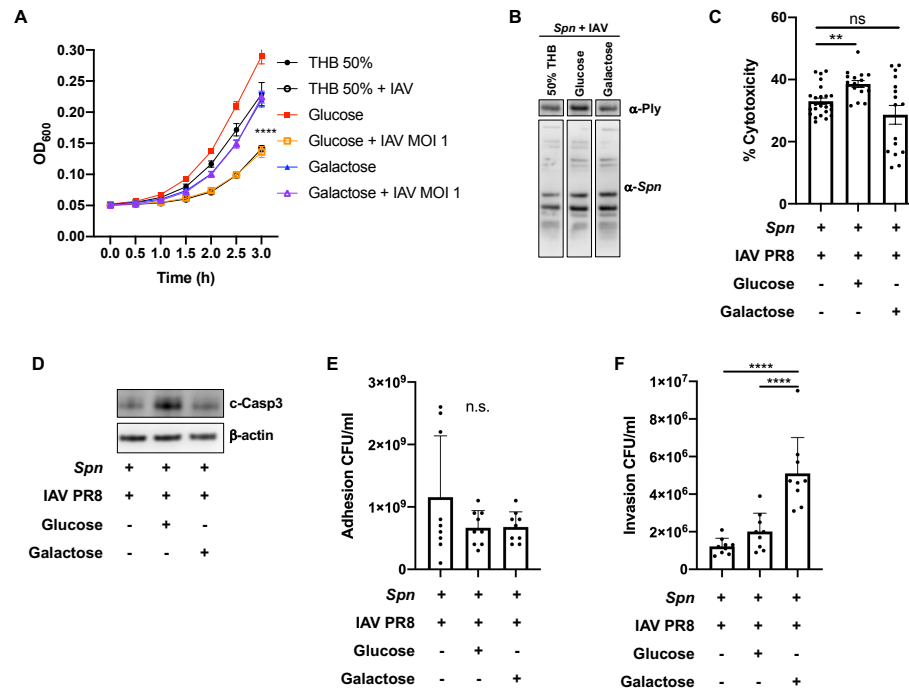 A
OD600
0.30
0.25
0.20
0.15
0.10
0.05
0.00
****
0.0 0.5 1.0 1.5 2.0 2.5 3.0
Time (h)
THB 50%
THB 50% + IAV
Glucose
Glucose + IAV MOI 1
Galactose
Galactose + IAV MOI 1
B
Spn + IAV
50% THB
Glucose
Galactose
α-Ply
α-Spn
C
ns
**
% Cytotoxicity
60
40
20
0
Spn + + +
IAV PR8 + + +
Glucose - + -
Galactose - - +
D
c-Casp3
β-actin
Spn + + +
IAV PR8 + + +
Glucose - + -
Galactose - - +
E
Adhesion CFU/ml
3×10⁹
2×10⁹
1×10⁹
0
n.s.
Spn + + +
IAV PR8 + + +
Glucose - + -
Galactose - - +
F
****
****
Invasion CFU/ml
1×10⁷
8×10⁶
6×10⁶
4×10⁶
2×10⁶
0
Spn + + +
IAV PR8 + + +
Glucose - + -
Galactose - - +